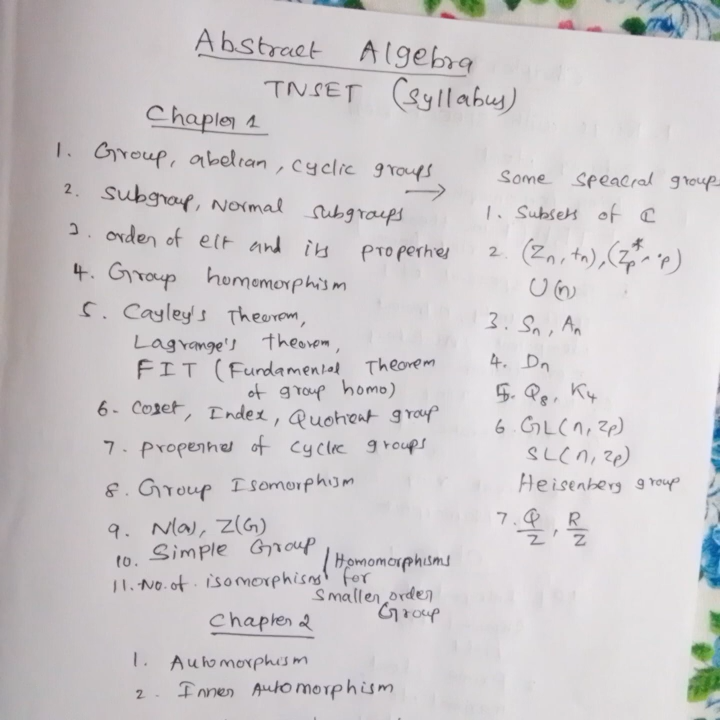 Abstract Algebra
TNSET (Syllabus)
Chapter 1
1. Group, abelian, cyclic groups
2. Subgroup, Normal subgroups
3. order of elt and its properties
4. Group homomorphism
5. Cayley's Theorem,
Lagrange's theorem,
FIT (Fundamental Theorem
of group homo)
6. Coset, Index, Quotient group
7. properties of cyclic groups
8. Group Isomorphism
9. N(a), Z(G)
10. Simple Group
11. No. of isomorphisms / Homomorphisms for
smaller order
Group
→ Some speacial group
1. Subsets of ℂ
2. (Zn, +n), (Zp*, ·p)
U(n)
3. Sn, An
4. Dn
5. Q8, K4
6. GL(n, Zp)
SL(n, Zp)
Heisenberg group
7. Q/Z, R/Z
Chapter 2
1. Automorphism
2. Inner Automorphism